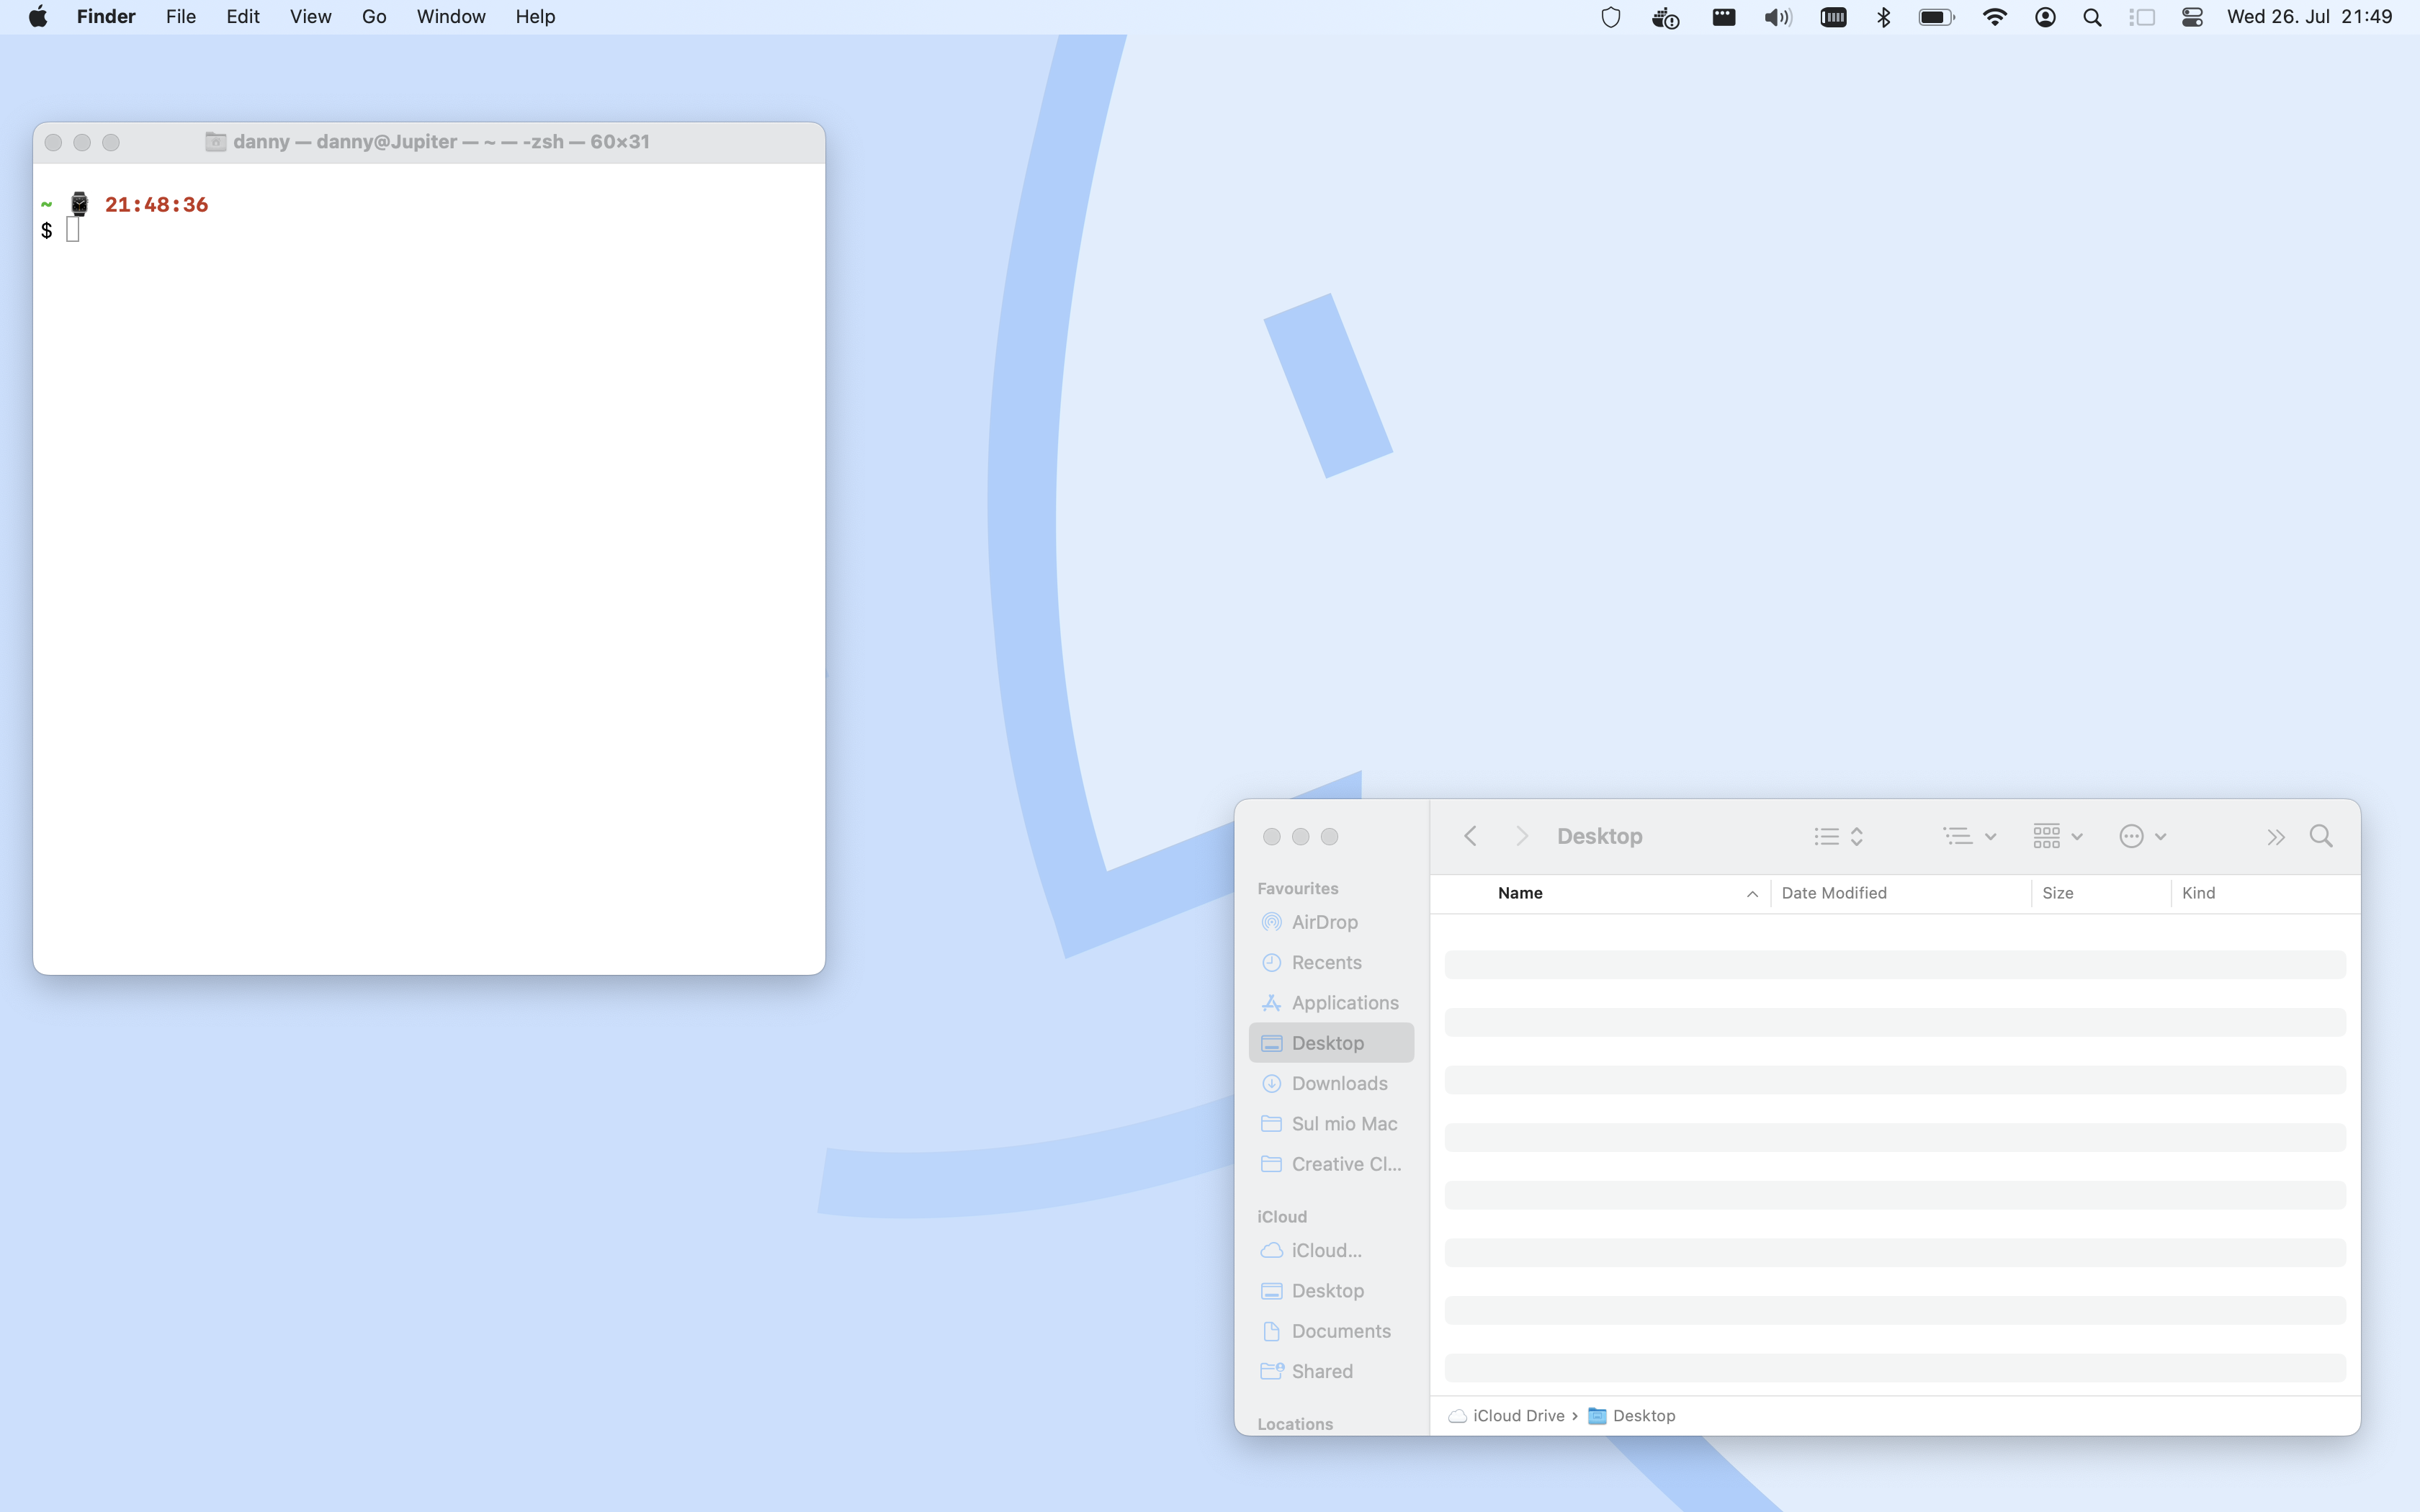 Finder File Edit View Go Window Help
Wed 26. Jul 21:49
danny — danny@Jupiter — ~ — -zsh — 60×31
~ ⌚ 21:48:36
$
Desktop
Name Date Modified Size Kind
Favourites
AirDrop
Recents
Applications
Desktop
Downloads
Sul mio Mac
Creative Cl...
iCloud
iCloud...
Desktop
Documents
Shared
Locations
iCloud Drive › Desktop